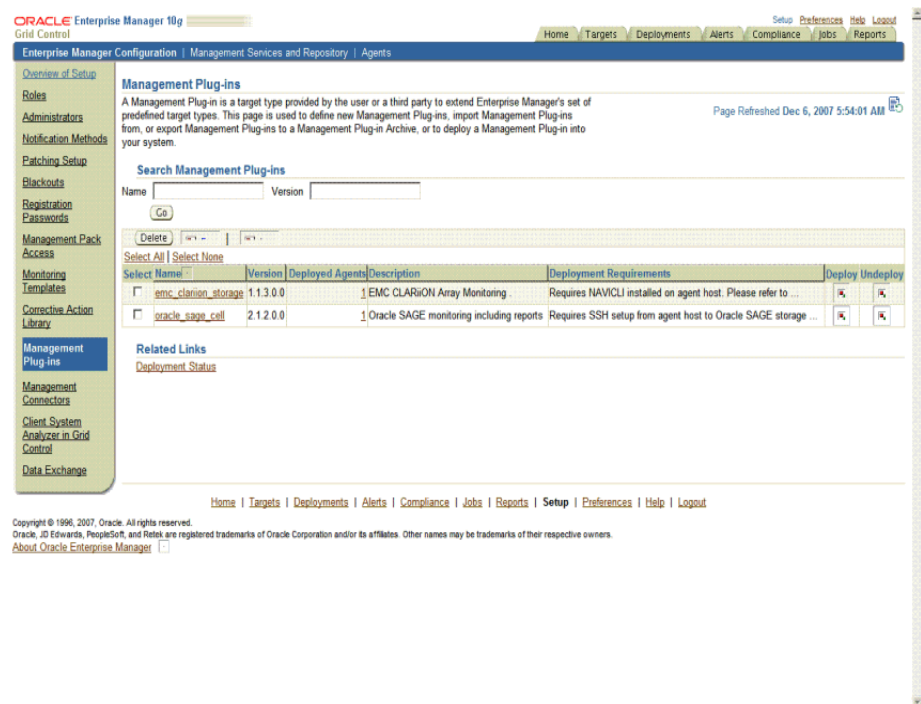 ORACLE Enterprise Manager 10g
Grid Control
Setup Preferences Help Logout
Home Targets Deployments Alerts Compliance Jobs Reports
Enterprise Manager Configuration | Management Services and Repository | Agents
Overview of Setup
Roles
Administrators
Notification Methods
Patching Setup
Blackouts
Registration
Passwords
Management Pack
Access
Monitoring
Templates
Corrective Action
Library
Management
Plug-ins
Management
Connectors
Client System
Analyzer in Grid
Control
Data Exchange
Management Plug-ins
A Management Plug-in is a target type provided by the user or a third party to extend Enterprise Manager's set of
predefined target types. This page is used to define new Management Plug-ins, import Management Plug-ins
from, or export Management Plug-ins to a Management Plug-in Archive, or to deploy a Management Plug-in into
your system.
Page Refreshed Dec 6, 2007 5:54:01 AM
Search Management Plug-ins
Name Version
Go
Delete |
Select All | Select None
Select Name Version Deployed Agents Description Deployment Requirements Deploy Undeploy
emc_clariion_storage 1.1.3.0.0 1 EMC CLARiiON Array Monitoring . Requires NAVICLI installed on agent host. Please refer to ...
oracle_sage_cell 2.1.2.0.0 1 Oracle SAGE monitoring including reports Requires SSH setup from agent host to Oracle SAGE storage ...
Related Links
Deployment Status
Home | Targets | Deployments | Alerts | Compliance | Jobs | Reports | Setup | Preferences | Help | Logout
Copyright © 1996, 2007, Oracle. All rights reserved.
Oracle, JD Edwards, PeopleSoft, and Retek are registered trademarks of Oracle Corporation and/or its affiliates. Other names may be trademarks of their respective owners.
About Oracle Enterprise Manager